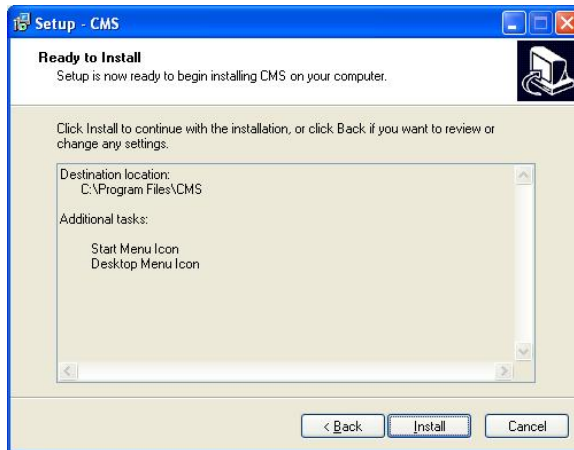 Setup - CMS
Ready to Install
Setup is now ready to begin installing CMS on your computer.
Click Install to continue with the installation, or click Back if you want to review or
change any settings.
Destination location:
C:\Program Files\CMS
Additional tasks:
Start Menu Icon
Desktop Menu Icon
< Back
Install
Cancel